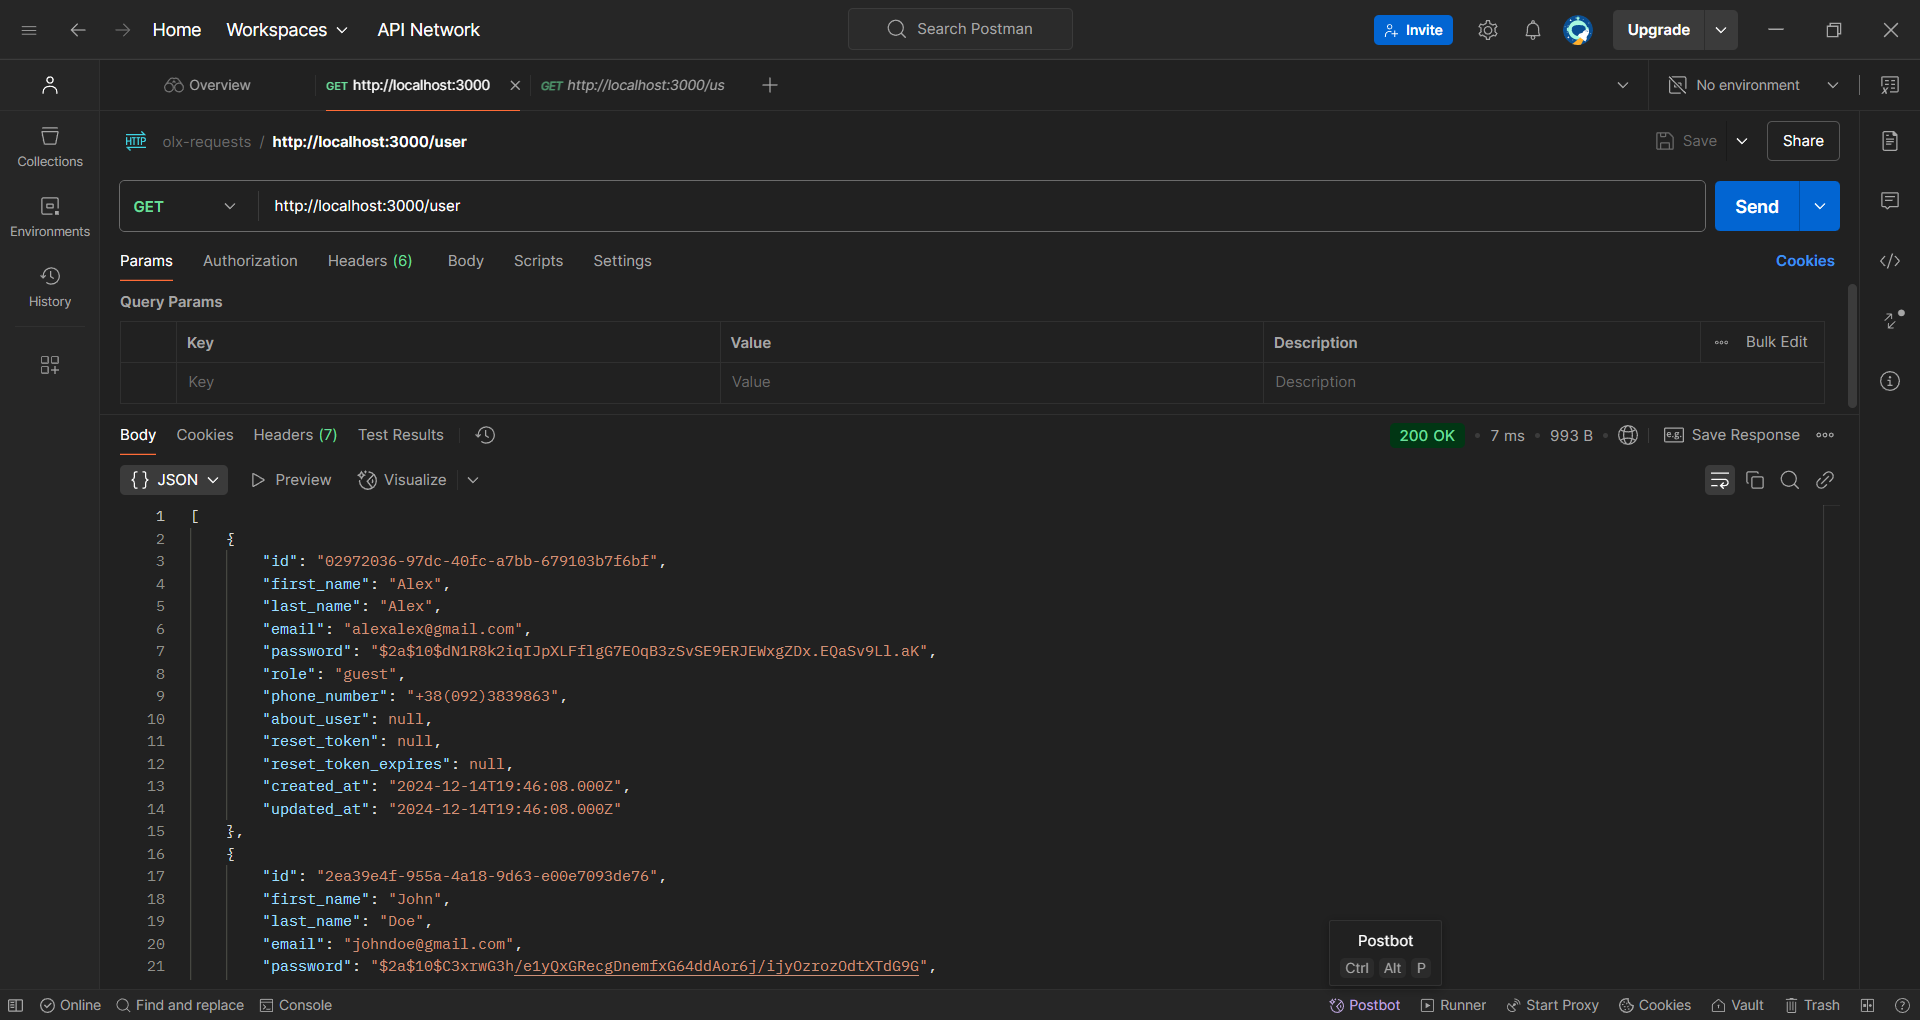 Home Workspaces API Network Search Postman Invite Upgrade
Overview GET http://localhost:3000 GET http://localhost:3000/us No environment
HTTP olx-requests / http://localhost:3000/user Save Share
Collections
Environments
History
GET http://localhost:3000/user Send
Params Authorization Headers (6) Body Scripts Settings Cookies
Query Params
Key Value Description Bulk Edit
Key Value Description
Body Cookies Headers (7) Test Results 200 OK 7 ms 993 B e.g. Save Response
{} JSON Preview Visualize
1 [
2 {
3 "id": "02972036-97dc-40fc-a7bb-679103b7f6bf",
4 "first_name": "Alex",
5 "last_name": "Alex",
6 "email": "alexalex@gmail.com",
7 "password": "$2a$10$dN1R8k2iqIJpXLFflgG7EOqB3zSvSE9ERJEWxgZDx.EQaSv9Ll.aK",
8 "role": "guest",
9 "phone_number": "+38(092)3839863",
10 "about_user": null,
11 "reset_token": null,
12 "reset_token_expires": null,
13 "created_at": "2024-12-14T19:46:08.000Z",
14 "updated_at": "2024-12-14T19:46:08.000Z"
15 },
16 {
17 "id": "2ea39e4f-955a-4a18-9d63-e00e7093de76",
18 "first_name": "John",
19 "last_name": "Doe",
20 "email": "johndoe@gmail.com",
21 "password": "$2a$10$C3xrwG3h/e1yQxGRecgDnemfxG64ddAor6j/ijyOzrozOdtXTdG9G",
Postbot
Ctrl Alt P
Online Find and replace Console Postbot Runner Start Proxy Cookies Vault Trash